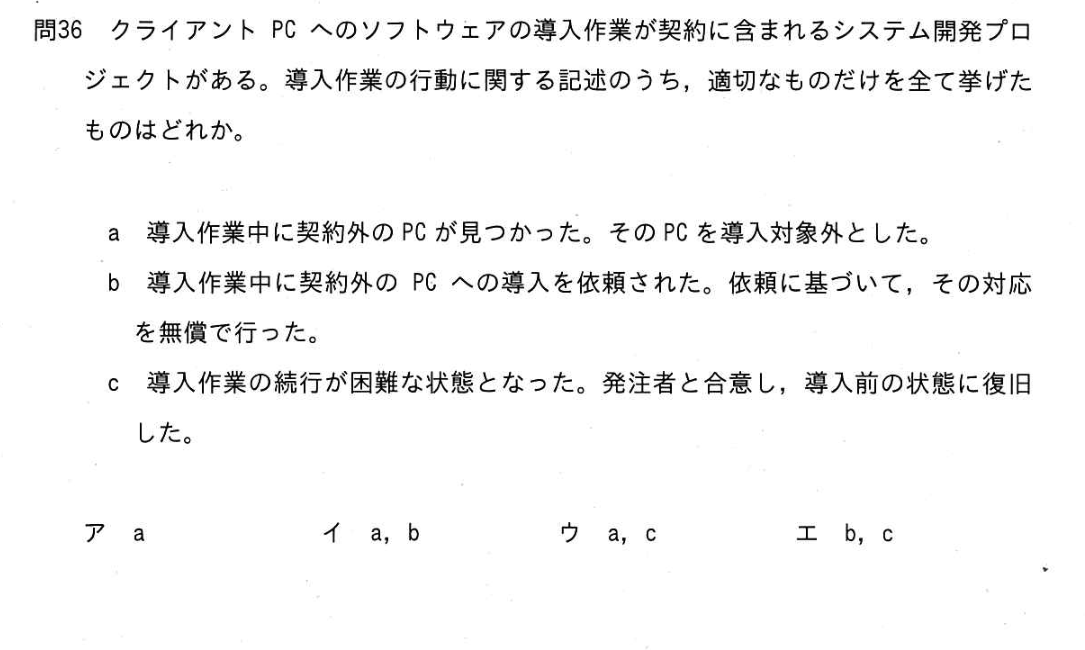 問36 クライアント PC へのソフトウェアの導入作業が契約に含まれるシステム開発プロ
ジェクトがある。導入作業の行動に関する記述のうち，適切なものだけを全て挙げた
ものはどれか。
a 導入作業中に契約外の PC が見つかった。その PC を導入対象外とした。
b 導入作業中に契約外の PC への導入を依頼された。依頼に基づいて，その対応
を無償で行った。
c 導入作業の続行が困難な状態となった。発注者と合意し，導入前の状態に復旧
した。
ア a イ a, b ウ a, c エ b, c